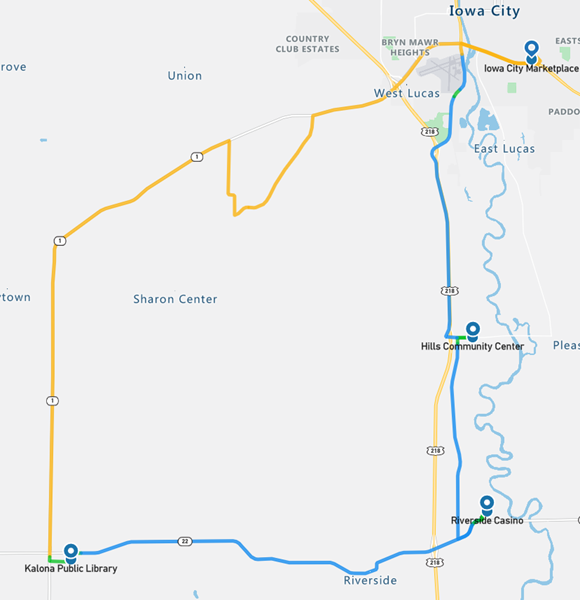 Iowa City
COUNTRY
CLUB ESTATES
BRYN MAWR
HEIGHTS
EASTS
rove
Union
Iowa City Marketplace
West Lucas
PADDO
218
East Lucas
1
1
218
ytown
Sharon Center
Hills Community Center
Pleas
1
218
Riverside Casino
22
Kalona Public Library
218
Riverside